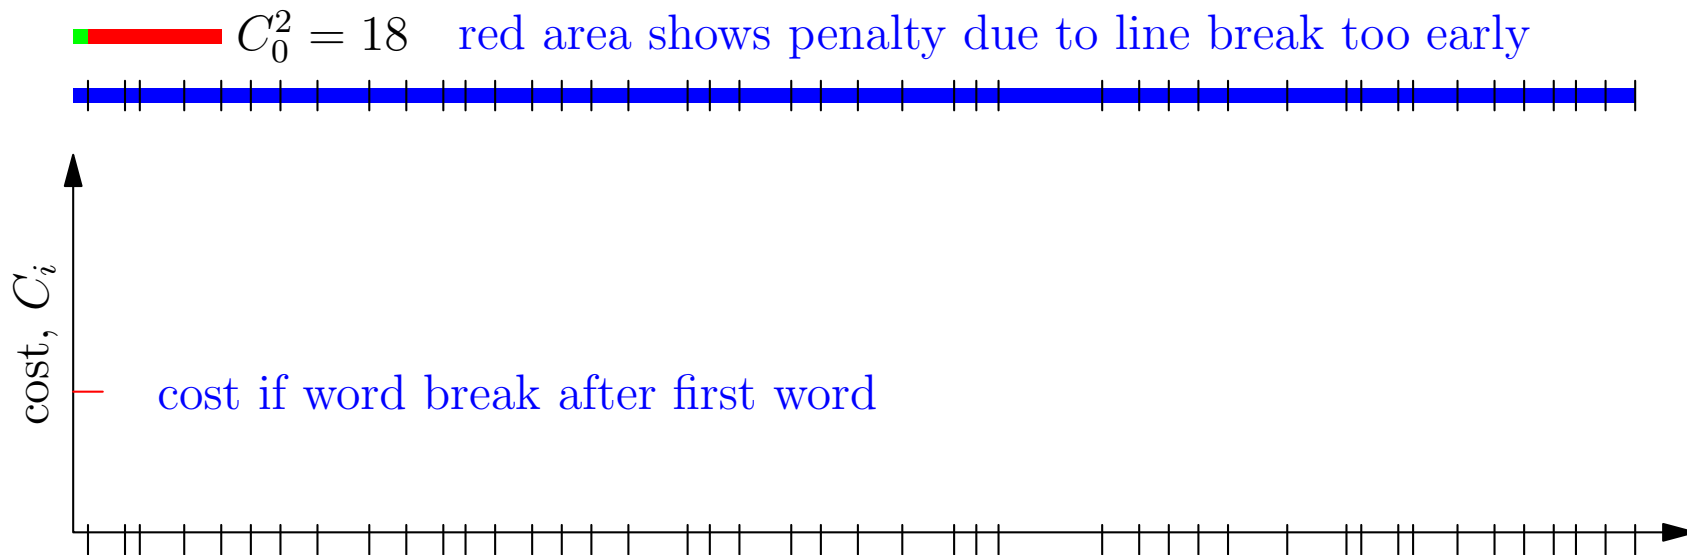 $C_0^2 = 18$ red area shows penalty due to line break too early
cost, $C_i$
cost if word break after first word